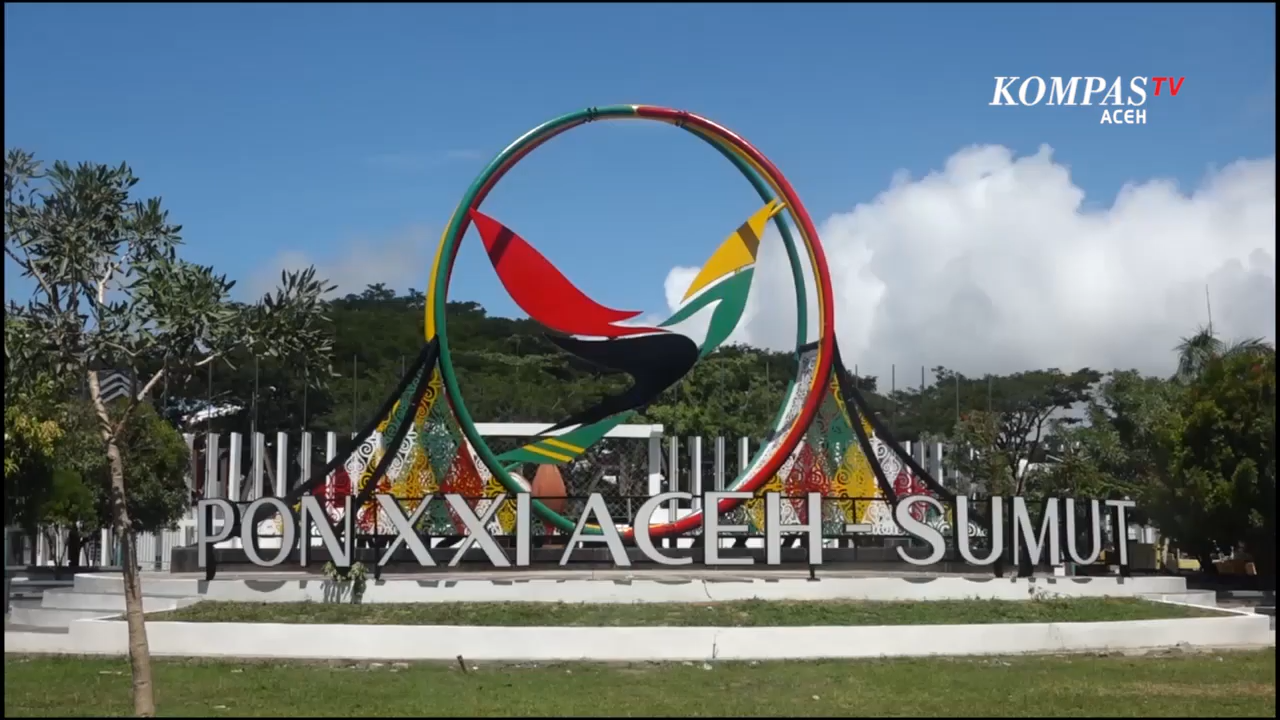 KOMPAS TV
ACEH
PON XXI ACEH - SUMUT